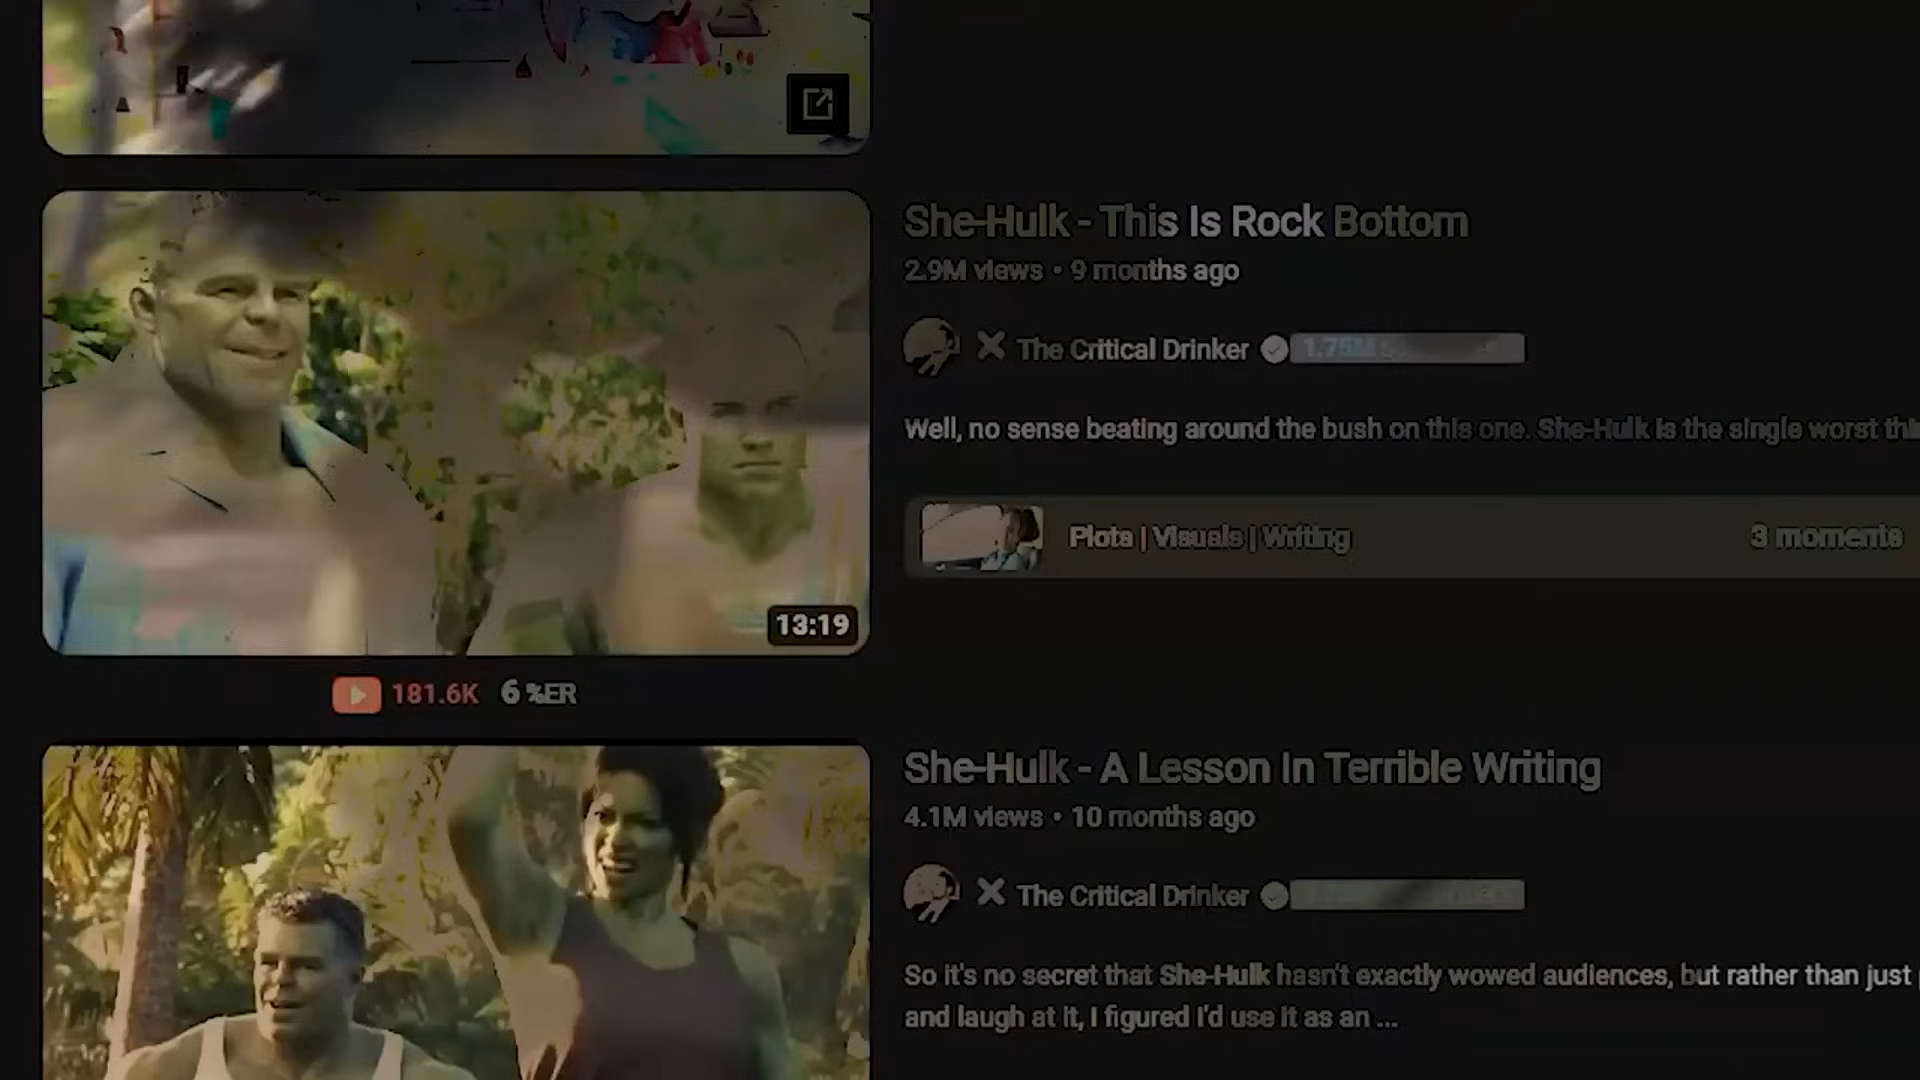 She-Hulk - This Is Rock Bottom
2.9M views • 9 months ago
The Critical Drinker
1.75M
Well, no sense beating around the bush on this one. She-Hulk is the single worst
Plots | Visuals | Writing
3 moments
13:19
181.6K 6 %ER
She-Hulk - A Lesson In Terrible Writing
4.1M views • 10 months ago
The Critical Drinker
So it's no secret that She-Hulk hasn't exactly wowed audiences, but rather than just
and laugh at it, I figured I'd use it as an ...